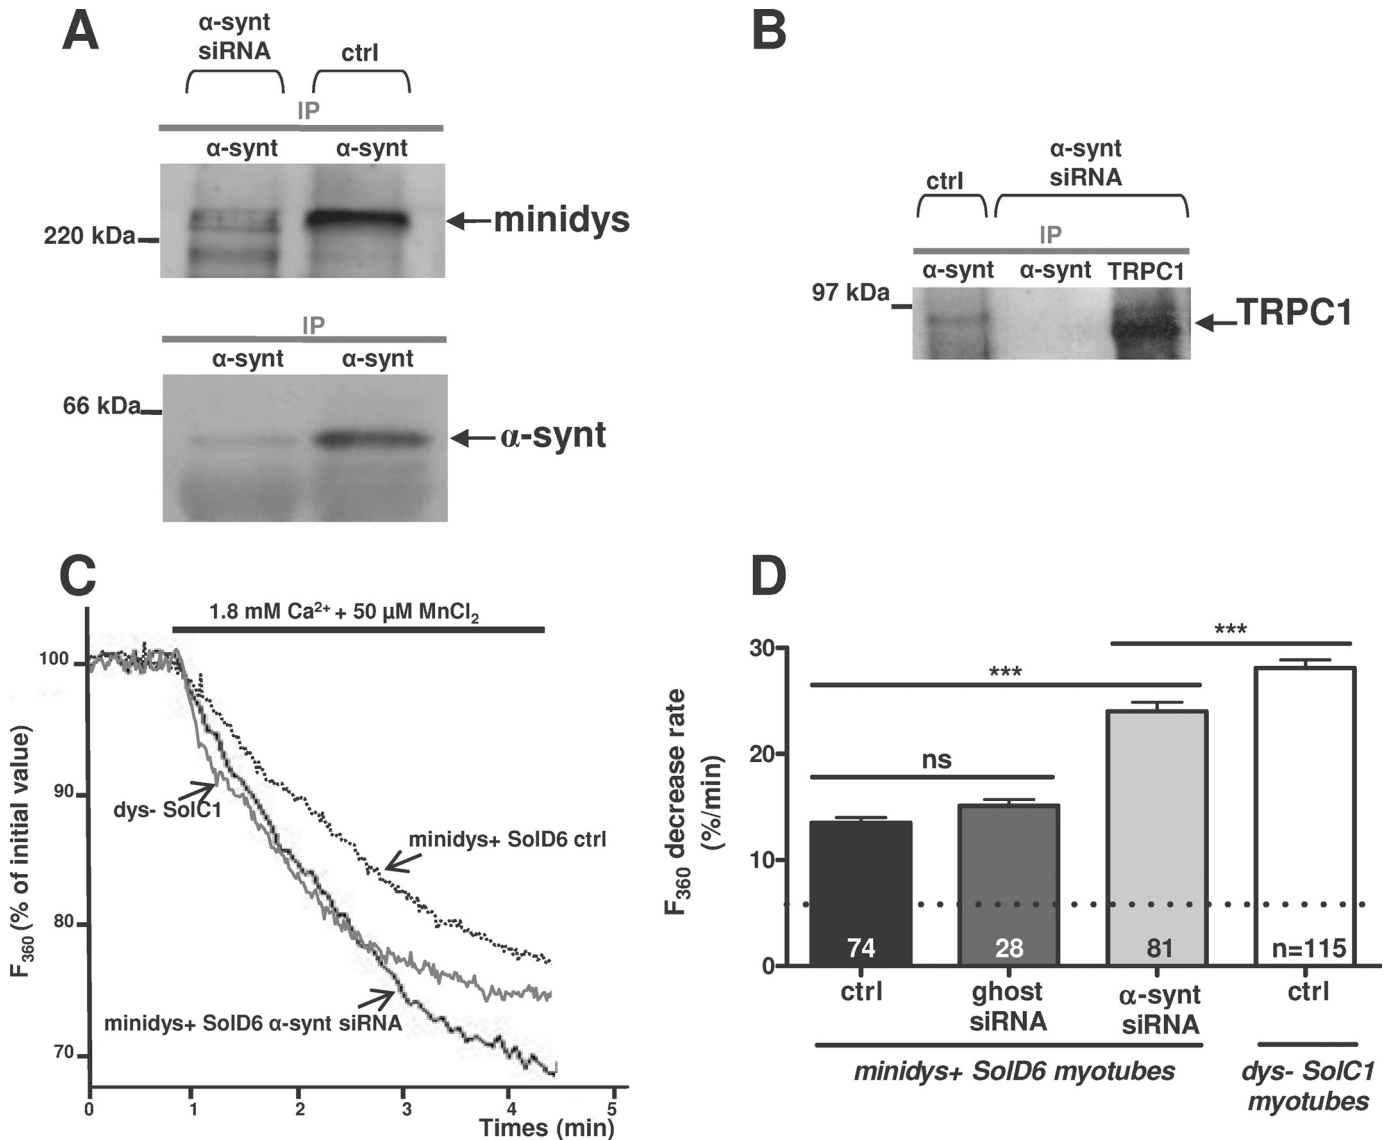 A
α-synt
siRNA
ctrl
IP
α-synt α-synt
220 kDa
minidys
IP
α-synt α-synt
66 kDa
α-synt
B
α-synt
siRNA
ctrl
IP
α-synt α-synt TRPC1
97 kDa
TRPC1
C
1.8 mM Ca²⁺ + 50 µM MnCl₂
100
90
80
70
F₃₆₀ (% of initial value)
dys- SolC1
minidys+ SolD6 ctrl
minidys+ SolD6 α-synt siRNA
0 1 2 3 4 5
Times (min)
D
F₃₆₀ decrease rate
(%/min)
30
20
10
0
***
***
ns
74 28 81 n=115
ctrl ghost siRNA α-synt siRNA ctrl
minidys+ SolD6 myotubes
dys- SolC1
myotubes